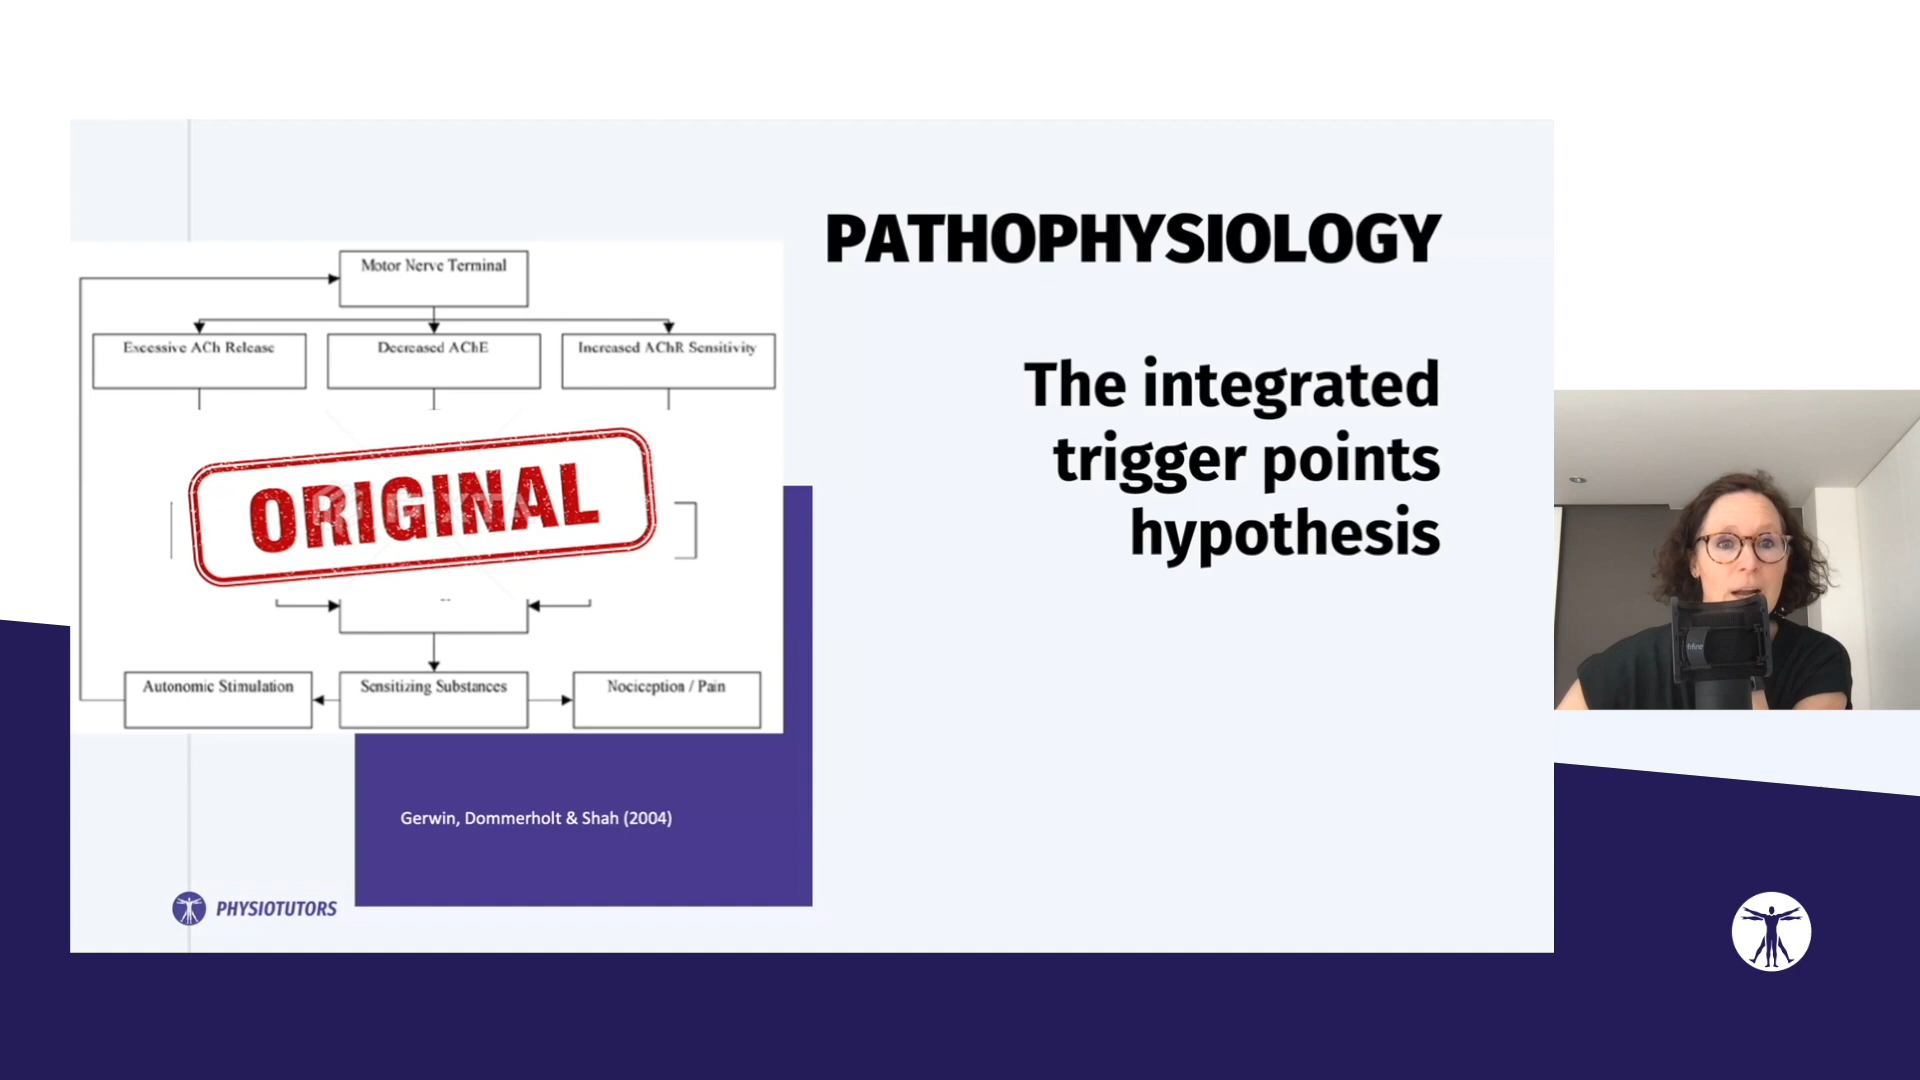 PATHOPHYSIOLOGY
The integrated
trigger points
hypothesis
Motor Nerve Terminal
Excessive ACh Release
Decreased AChE
Increased AChR Sensitivity
ORIGINAL
Autonomic Stimulation
Sensitizing Substances
Nociception / Pain
Gerwin, Dommerholt & Shah (2004)
PHYSIOTUTORS